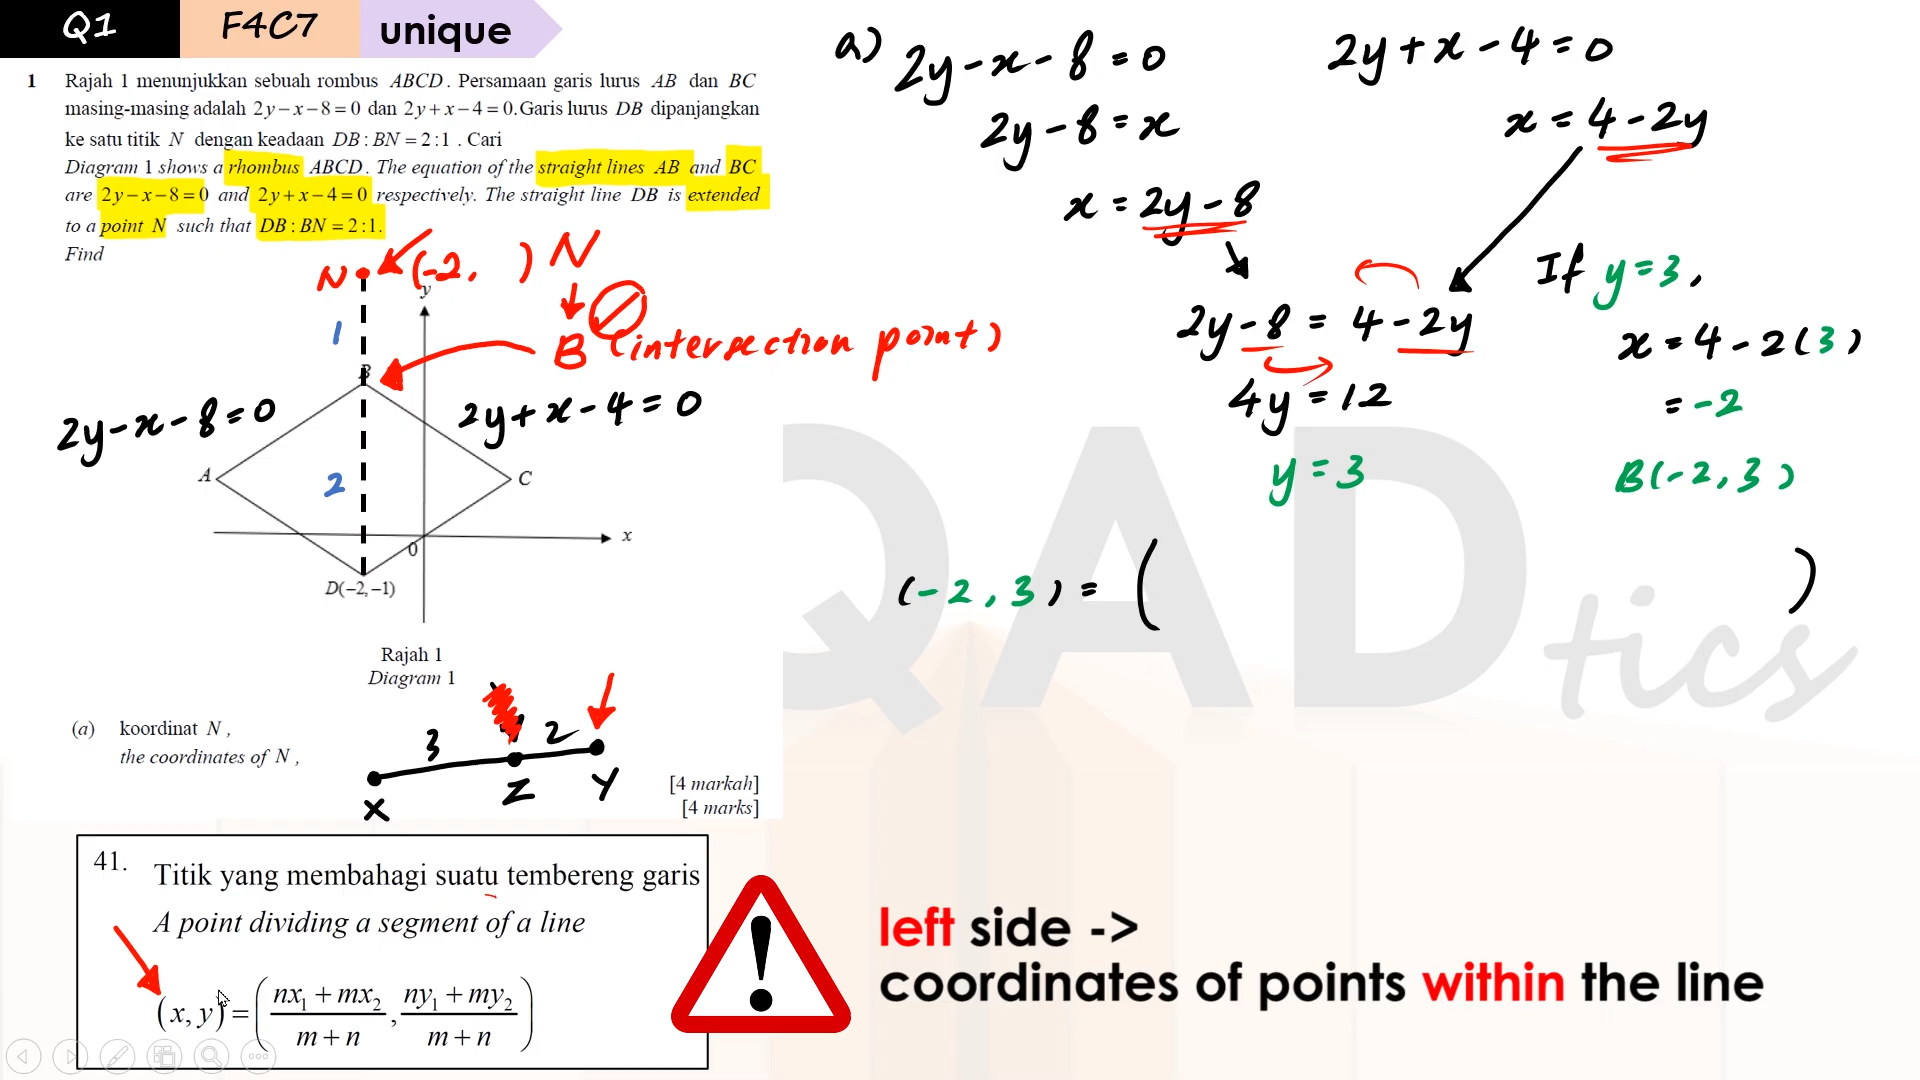 Q1 F4C7 unique
1 Rajah 1 menunjukkan sebuah rombus ABCD. Persamaan garis lurus AB dan BC
masing-masing adalah 2y−x−8=0 dan 2y+x−4=0.Garis lurus DB dipanjangkan
ke satu titik N dengan keadaan DB:BN=2:1. Cari
Diagram 1 shows a rhombus ABCD. The equation of the straight lines AB and BC
are 2y−x−8=0 and 2y+x−4=0 respectively. The straight line DB is extended
to a point N such that DB:BN=2:1.
Find
N (-2, ) N
y
1
B (intersection point)
B
2y-x-8=0
2y+x-4=0
A
2
C
x
0
D(−2,−1)
Rajah 1
Diagram 1
(a) koordinat N,
the coordinates of N,
3 2
X Z Y
[4 markah]
[4 marks]
41. Titik yang membahagi suatu tembereng garis
A point dividing a segment of a line
(x, y) = (nx₁+mx₂/m+n, ny₁+my₂/m+n)
a) 2y-x-8=0
2y-8=x
x=2y-8
2y+x-4=0
x=4-2y
2y-8=4-2y
4y=12
y=3
If y=3,
x=4-2(3)
=-2
B(-2,3)
(-2,3)=( )
QADtics
!
left side ->
coordinates of points within the line